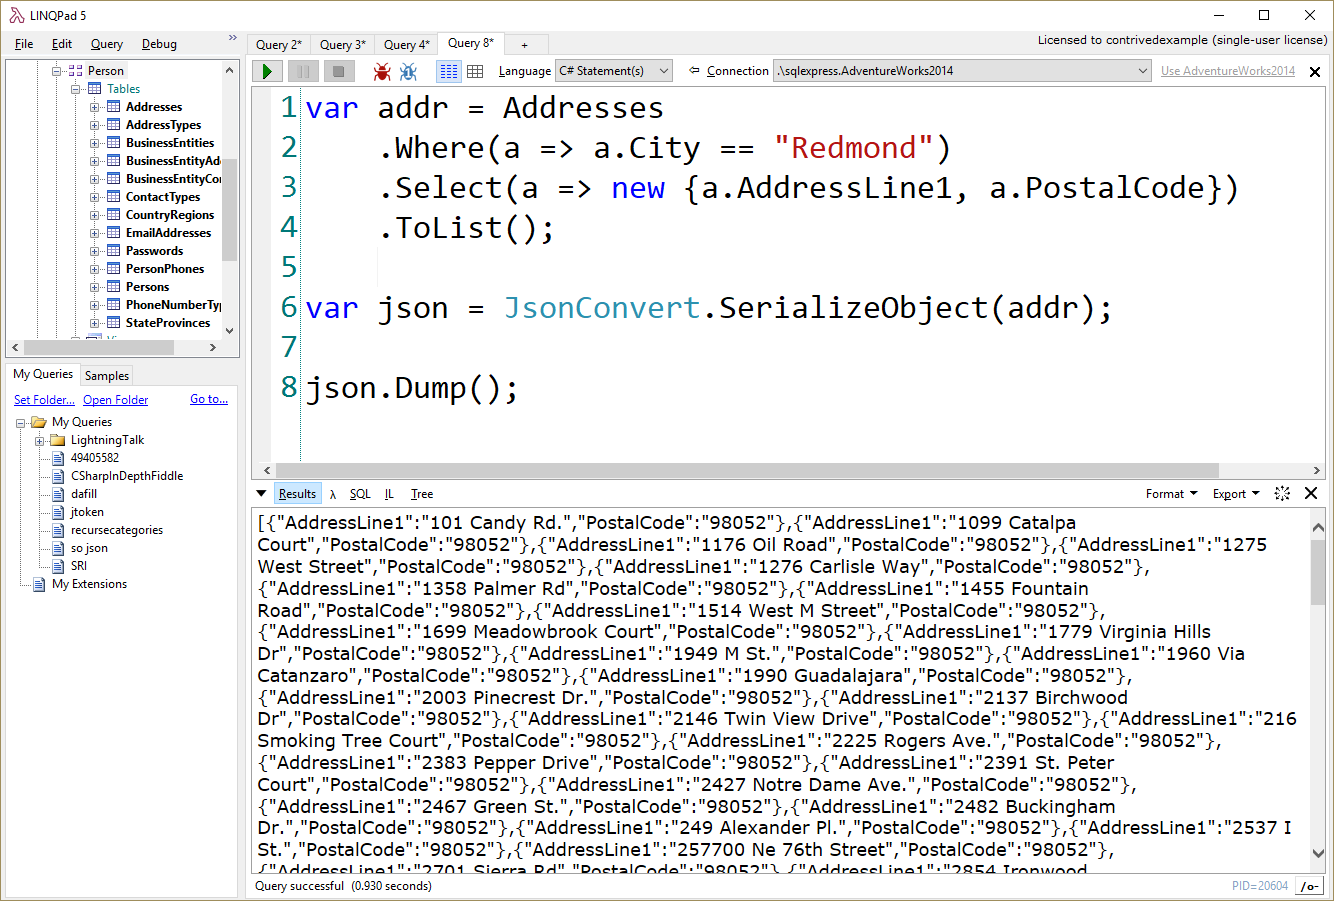 LINQPad 5
File Edit Query Debug »
Query 2* Query 3* Query 4* Query 8* +
Licensed to contrivedexample (single-user license)
Language C# Statement(s) Connection .\sqlexpress.AdventureWorks2014 Use AdventureWorks2014
Person
Tables
Addresses
AddressTypes
BusinessEntities
BusinessEntityAd
BusinessEntityCo
ContactTypes
CountryRegions
EmailAddresses
Passwords
PersonPhones
Persons
PhoneNumberTy
StateProvinces
My Queries Samples
Set Folder... Open Folder Go to...
My Queries
LightningTalk
49405582
CSharpInDepthFiddle
dafill
jtoken
recursecategories
so json
SRI
My Extensions
1 var addr = Addresses
2 .Where(a => a.City == "Redmond")
3 .Select(a => new {a.AddressLine1, a.PostalCode})
4 .ToList();
5
6 var json = JsonConvert.SerializeObject(addr);
7
8 json.Dump();
Results λ SQL IL Tree Format Export
[{"AddressLine1":"101 Candy Rd.","PostalCode":"98052"},{"AddressLine1":"1099 Catalpa
Court","PostalCode":"98052"},{"AddressLine1":"1176 Oil Road","PostalCode":"98052"},{"AddressLine1":"1275
West Street","PostalCode":"98052"},{"AddressLine1":"1276 Carlisle Way","PostalCode":"98052"},
{"AddressLine1":"1358 Palmer Rd","PostalCode":"98052"},{"AddressLine1":"1455 Fountain
Road","PostalCode":"98052"},{"AddressLine1":"1514 West M Street","PostalCode":"98052"},
{"AddressLine1":"1699 Meadowbrook Court","PostalCode":"98052"},{"AddressLine1":"1779 Virginia Hills
Dr","PostalCode":"98052"},{"AddressLine1":"1949 M St.","PostalCode":"98052"},{"AddressLine1":"1960 Via
Catanzaro","PostalCode":"98052"},{"AddressLine1":"1990 Guadalajara","PostalCode":"98052"},
{"AddressLine1":"2003 Pinecrest Dr.","PostalCode":"98052"},{"AddressLine1":"2137 Birchwood
Dr","PostalCode":"98052"},{"AddressLine1":"2146 Twin View Drive","PostalCode":"98052"},{"AddressLine1":"216
Smoking Tree Court","PostalCode":"98052"},{"AddressLine1":"2225 Rogers Ave.","PostalCode":"98052"},
{"AddressLine1":"2383 Pepper Drive","PostalCode":"98052"},{"AddressLine1":"2391 St. Peter
Court","PostalCode":"98052"},{"AddressLine1":"2427 Notre Dame Ave.","PostalCode":"98052"},
{"AddressLine1":"2467 Green St.","PostalCode":"98052"},{"AddressLine1":"2482 Buckingham
Dr.","PostalCode":"98052"},{"AddressLine1":"249 Alexander Pl.","PostalCode":"98052"},{"AddressLine1":"2537 I
St.","PostalCode":"98052"},{"AddressLine1":"257700 Ne 76th Street","PostalCode":"98052"},
{"AddressLine1":"2701 Sierra Rd","PostalCode":"98052"},{"AddressLine1":"2854 Ironwood
Query successful (0.930 seconds) PID=20604 /o-